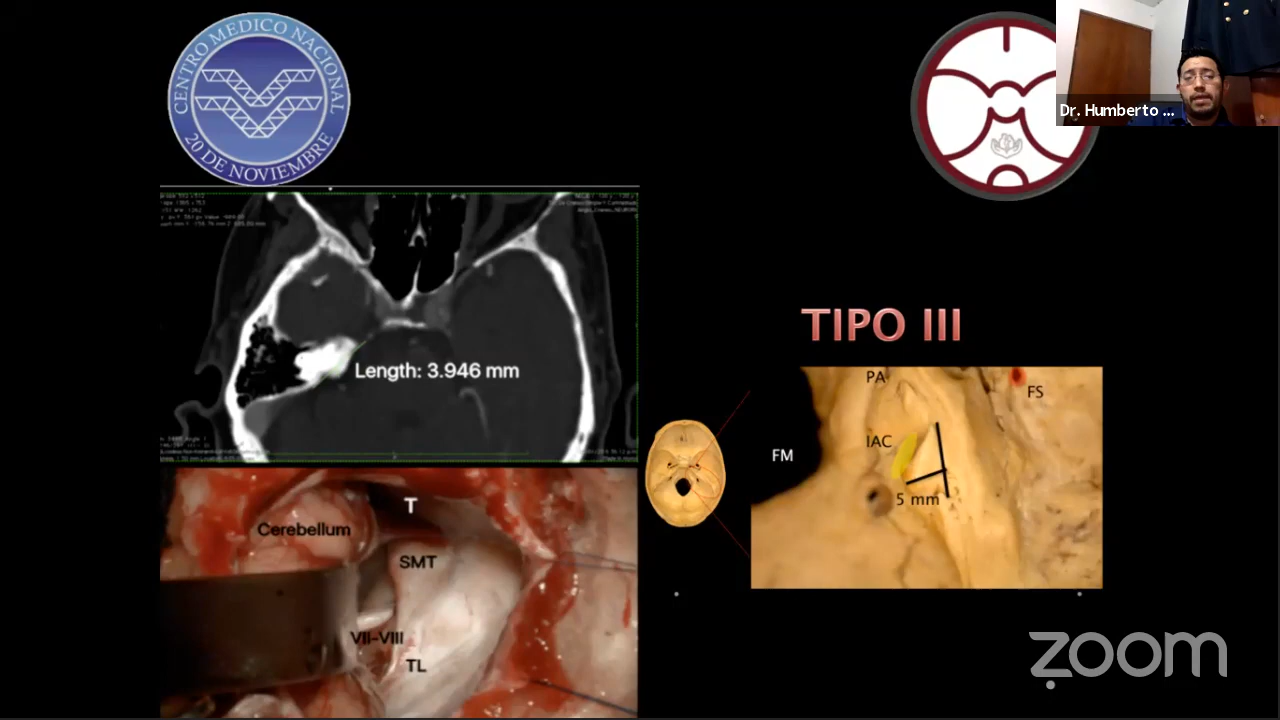 CENTRO MEDICO NACIONAL
20 DE NOVIEMBRE
Dr. Humberto ...
Length: 3.946 mm
TIPO III
PA
FS
IAC
FM
5 mm
T
Cerebellum
SMT
VII-VIII
TL
zoom